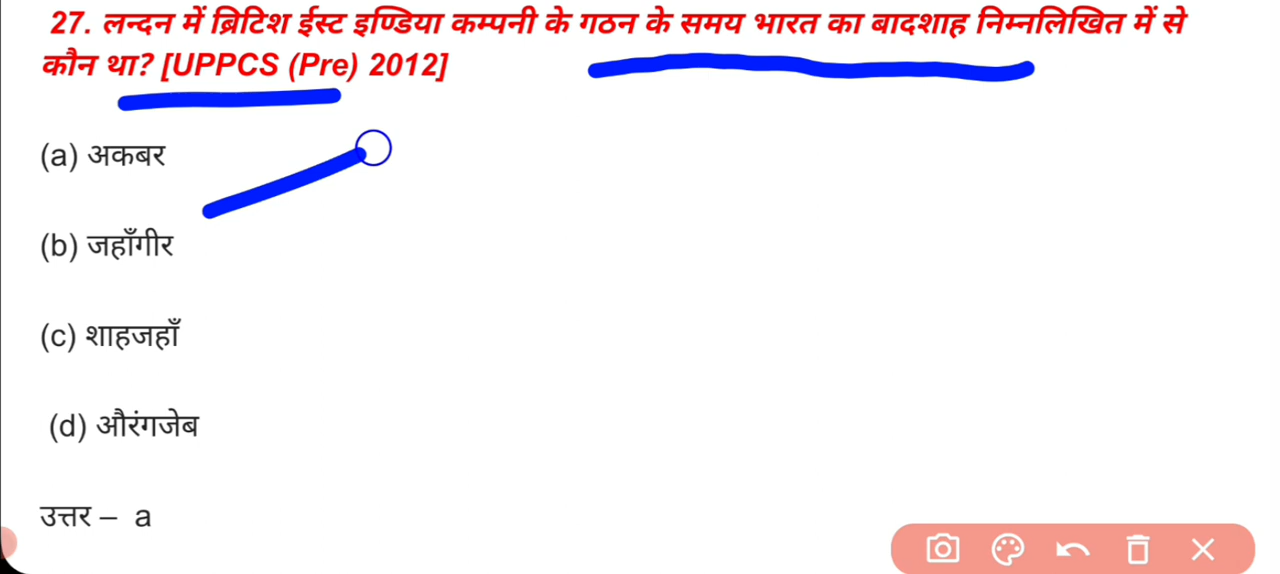 27. लन्दन में ब्रिटिश ईस्ट इण्डिया कम्पनी के गठन के समय भारत का बादशाह निम्नलिखित में से
कौन था? [UPPCS (Pre) 2012]
(a) अकबर
(b) जहाँगीर
(c) शाहजहाँ
(d) औरंगजेब
उत्तर – a